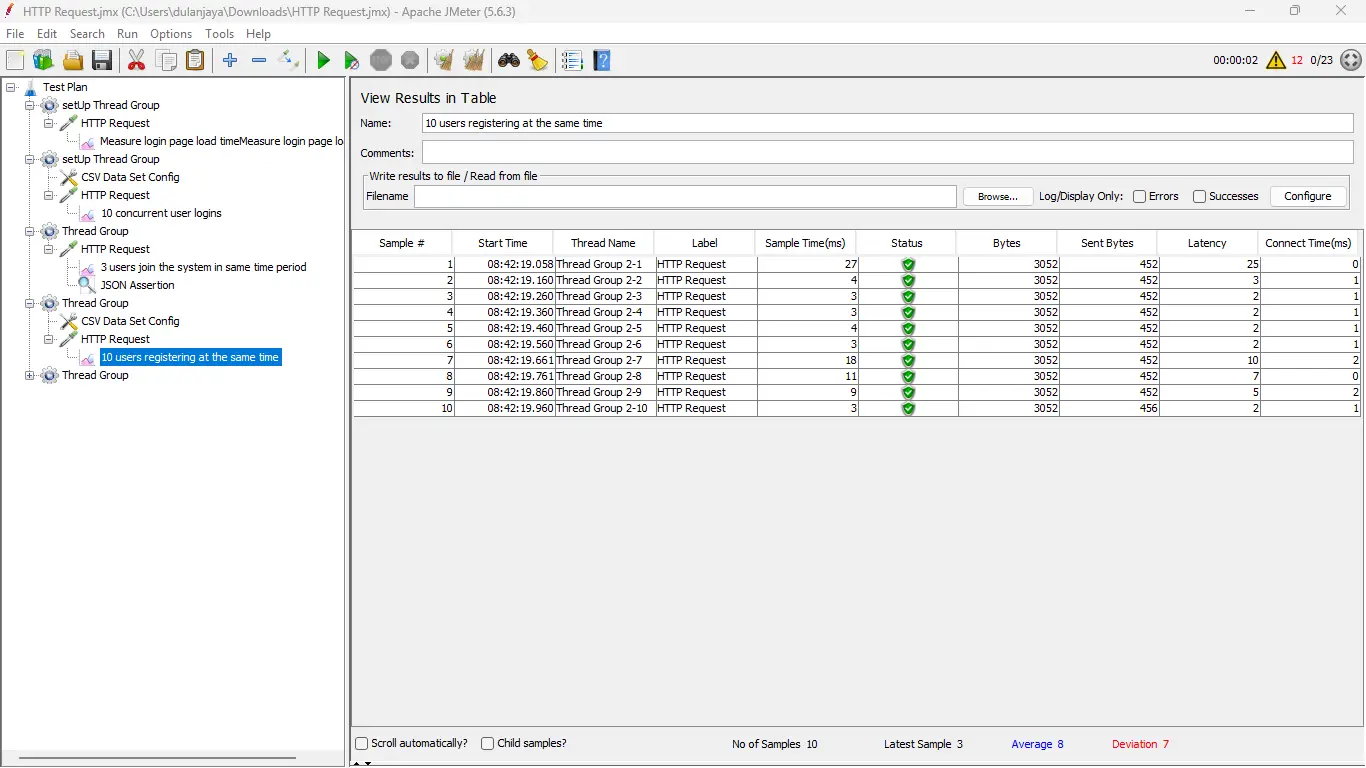 HTTP Request.jmx (C:\Users\dulanjaya\Downloads\HTTP Request.jmx) - Apache JMeter (5.6.3)
File Edit Search Run Options Tools Help
00:00:02 12 0/23
Test Plan
setUp Thread Group
HTTP Request
Measure login page load timeMeasure login page lo
setUp Thread Group
CSV Data Set Config
HTTP Request
10 concurrent user logins
Thread Group
HTTP Request
3 users join the system in same time period
JSON Assertion
Thread Group
CSV Data Set Config
HTTP Request
10 users registering at the same time
Thread Group
View Results in Table
Name: 10 users registering at the same time
Comments:
Write results to file / Read from file
Filename Browse... Log/Display Only: Errors Successes Configure
Sample # Start Time Thread Name Label Sample Time(ms) Status Bytes Sent Bytes Latency Connect Time(ms)
1 08:42:19.058 Thread Group 2-1 HTTP Request 27 3052 452 25 0
2 08:42:19.160 Thread Group 2-2 HTTP Request 4 3052 452 3 1
3 08:42:19.260 Thread Group 2-3 HTTP Request 3 3052 452 2 1
4 08:42:19.360 Thread Group 2-4 HTTP Request 3 3052 452 2 1
5 08:42:19.460 Thread Group 2-5 HTTP Request 4 3052 452 2 1
6 08:42:19.560 Thread Group 2-6 HTTP Request 3 3052 452 2 1
7 08:42:19.661 Thread Group 2-7 HTTP Request 18 3052 452 10 2
8 08:42:19.761 Thread Group 2-8 HTTP Request 11 3052 452 7 0
9 08:42:19.860 Thread Group 2-9 HTTP Request 9 3052 452 5 2
10 08:42:19.960 Thread Group 2-10 HTTP Request 3 3052 456 2 1
Scroll automatically? Child samples? No of Samples 10 Latest Sample 3 Average 8 Deviation 7